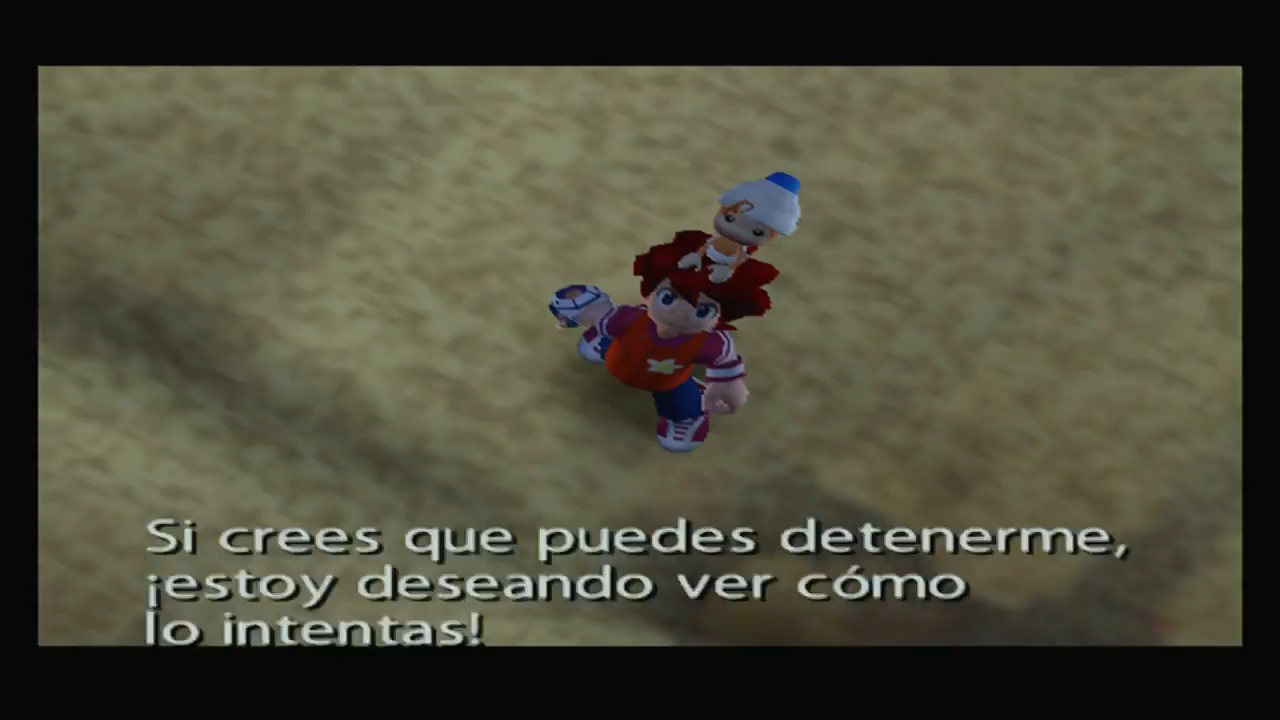 Si crees que puedes detenerme,
¡estoy deseando ver cómo
lo intentas!